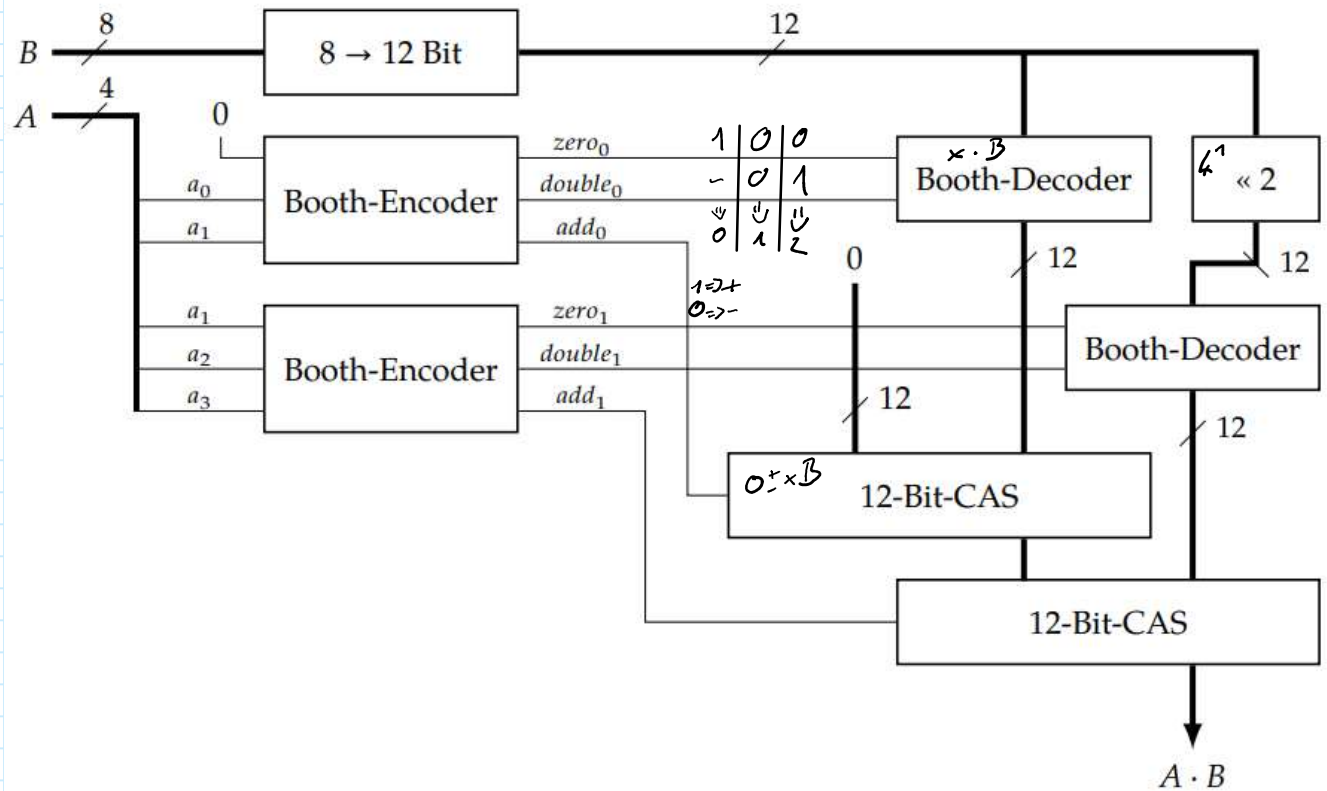 8
12
B
8 → 12 Bit
4
A
0
zero₀
1 | 0 | 0
x · B
a₀
Booth-Encoder
double₀
- | 0 | 1
Booth-Decoder
4¹
« 2
a₁
add₀
⇓ | ⇓ | ⇓
0 | 1 | 2
0
12
12
1 => +
0 => -
a₁
zero₁
a₂
Booth-Encoder
double₁
Booth-Decoder
a₃
add₁
12
12
0 ± x B
12-Bit-CAS
12-Bit-CAS
A · B